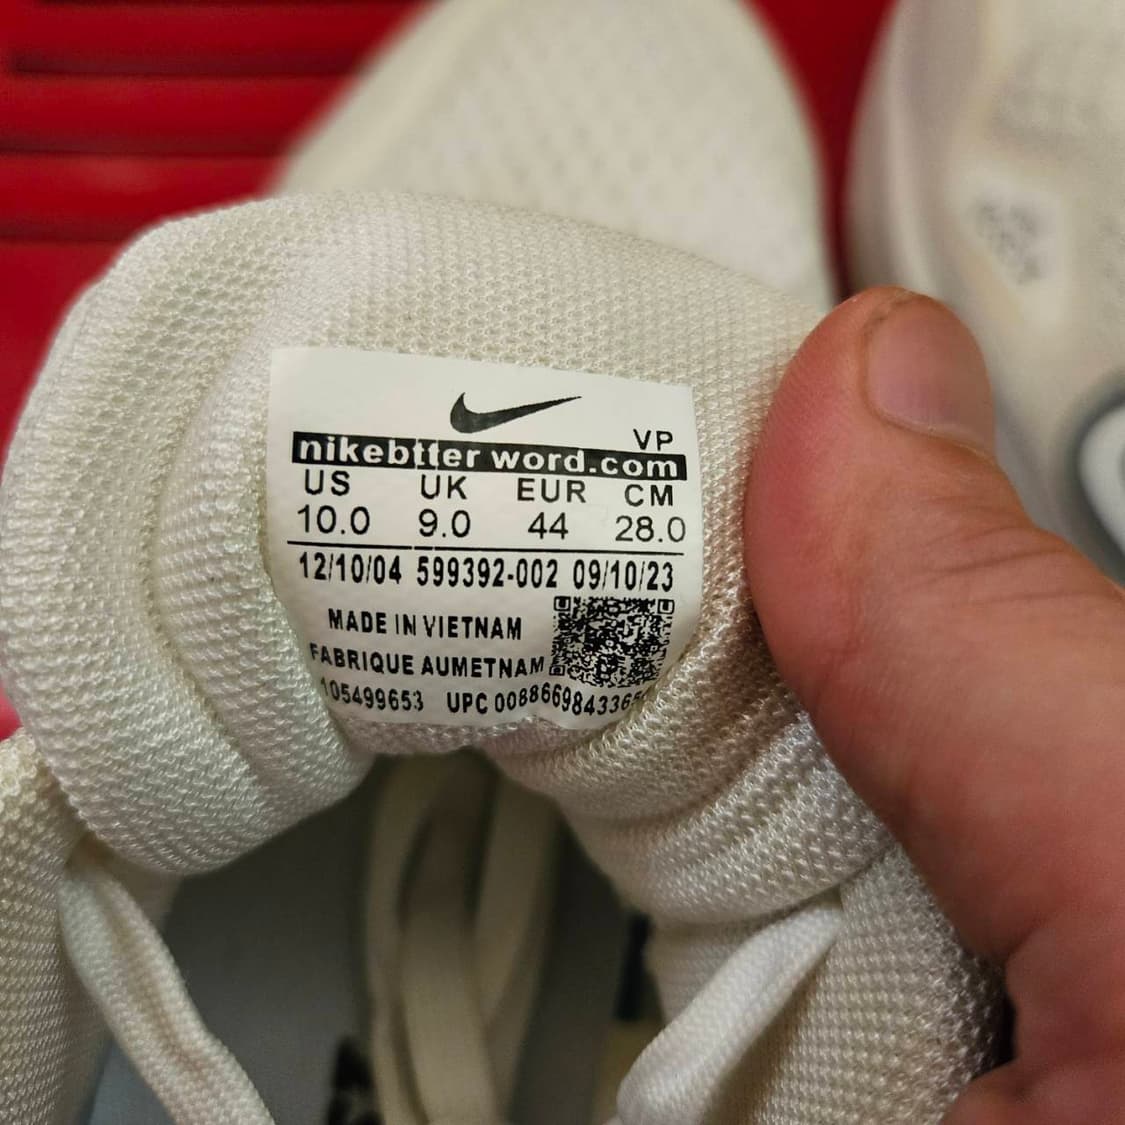 VP
nikebtter word.com
US UK EUR CM
10.0 9.0 44 28.0
12/10/04 599392-002 09/10/23
MADE IN VIETNAM
FABRIQUE AUMETNAM
105499653 UPC